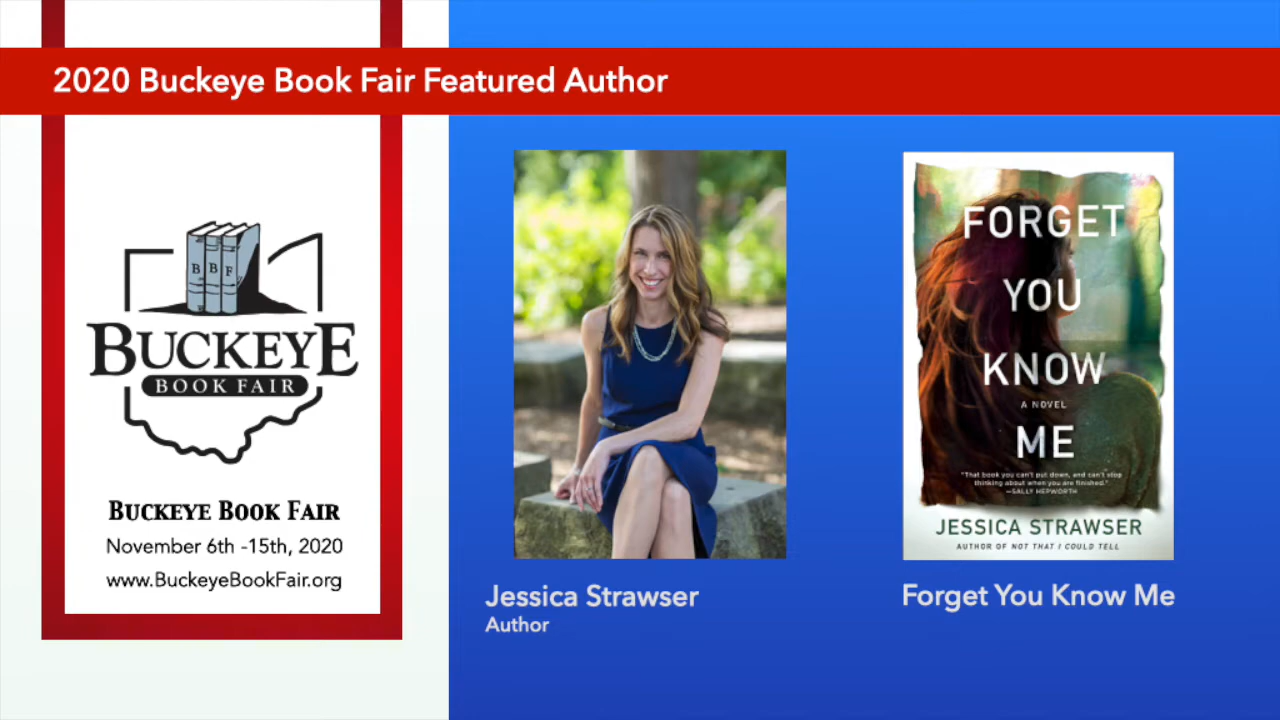 2020 Buckeye Book Fair Featured Author
B B F
BUCKEYE
BOOK FAIR
BUCKEYE BOOK FAIR
November 6th -15th, 2020
www.BuckeyeBookFair.org
Jessica Strawser
Author
FORGET
YOU
KNOW
A NOVEL
ME
"That book you can't put down, and can't stop
thinking about when you are finished."
—SALLY HEPWORTH
JESSICA STRAWSER
AUTHOR OF NOT THAT I COULD TELL
Forget You Know Me